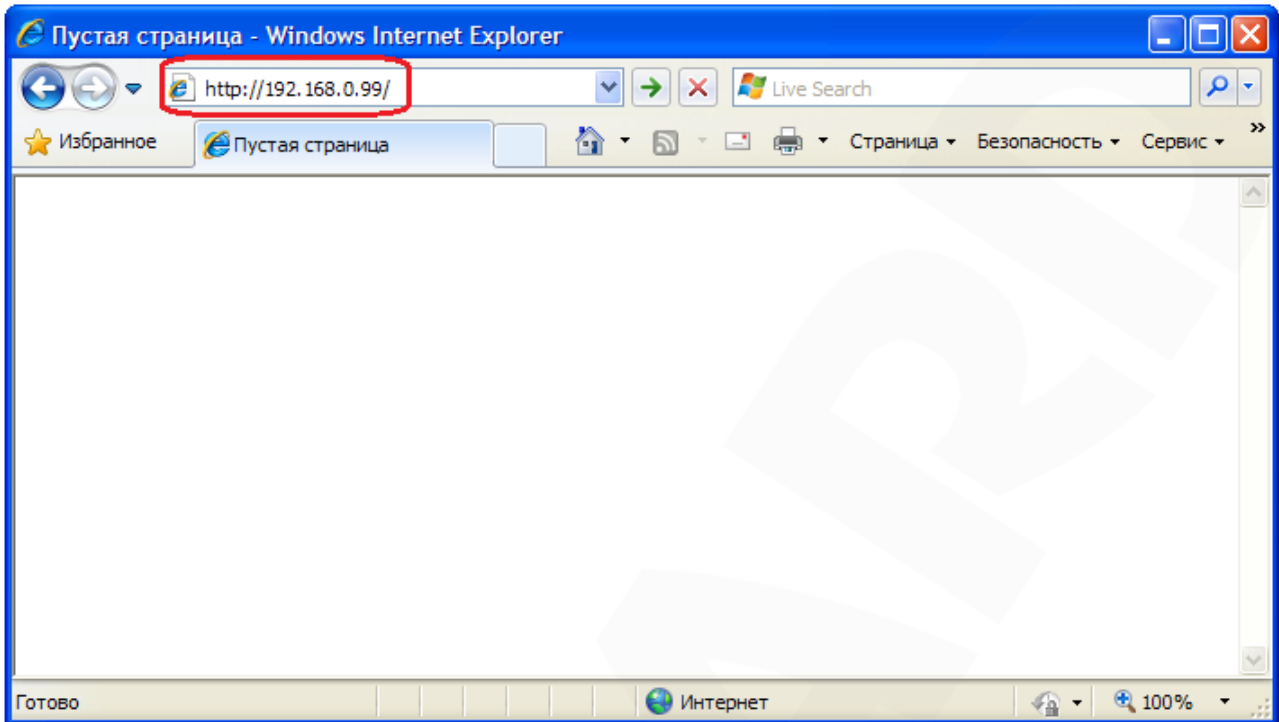 Пустая страница - Windows Internet Explorer
http://192.168.0.99/
Live Search
Избранное
Пустая страница
Страница
Безопасность
Сервис
Готово
Интернет
100%